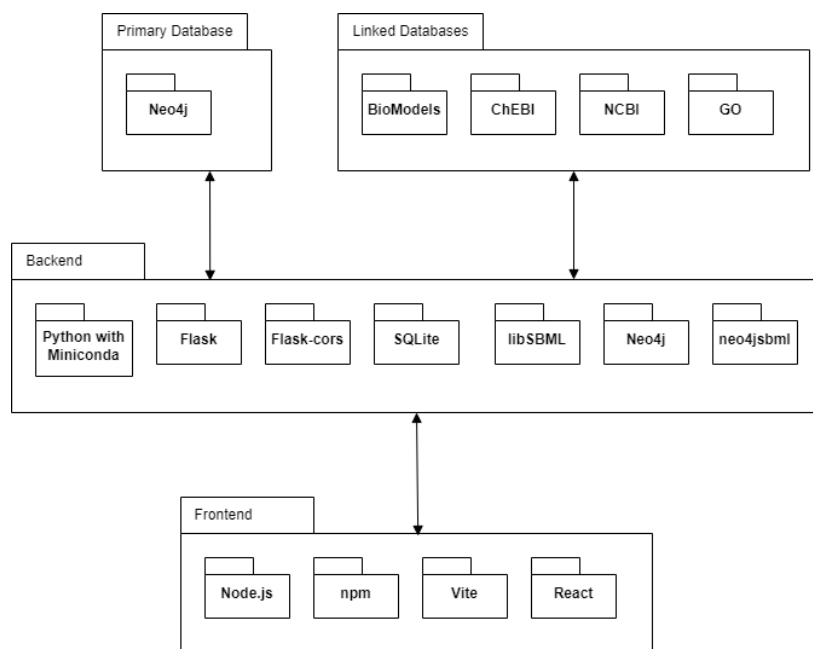 Primary Database
Linked Databases
Neo4j
BioModels
ChEBI
NCBI
GO
Backend
Python with
Miniconda
Flask
Flask-cors
SQLite
libSBML
Neo4j
neo4jsbml
Frontend
Node.js
npm
Vite
React